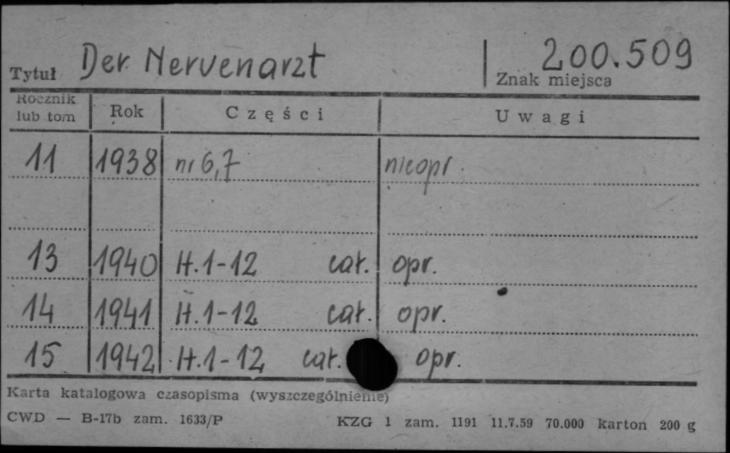 Tytuł Der Nervenarzt 200.509
Znak miejsca
Rocznik lub tom Rok Części Uwagi
11 1938 nr 6,7 nieopr.
13 1940 H.1-12 cał. opr.
14 1941 H.1-12 cał. opr.
15 1942 H.1-12 cał. opr.
Karta katalogowa czasopisma (wyszczególnienie)
CWD — B-17b zam. 1633/P KZG 1 zam. 1191 11.7.59 70.000 karton 200 g